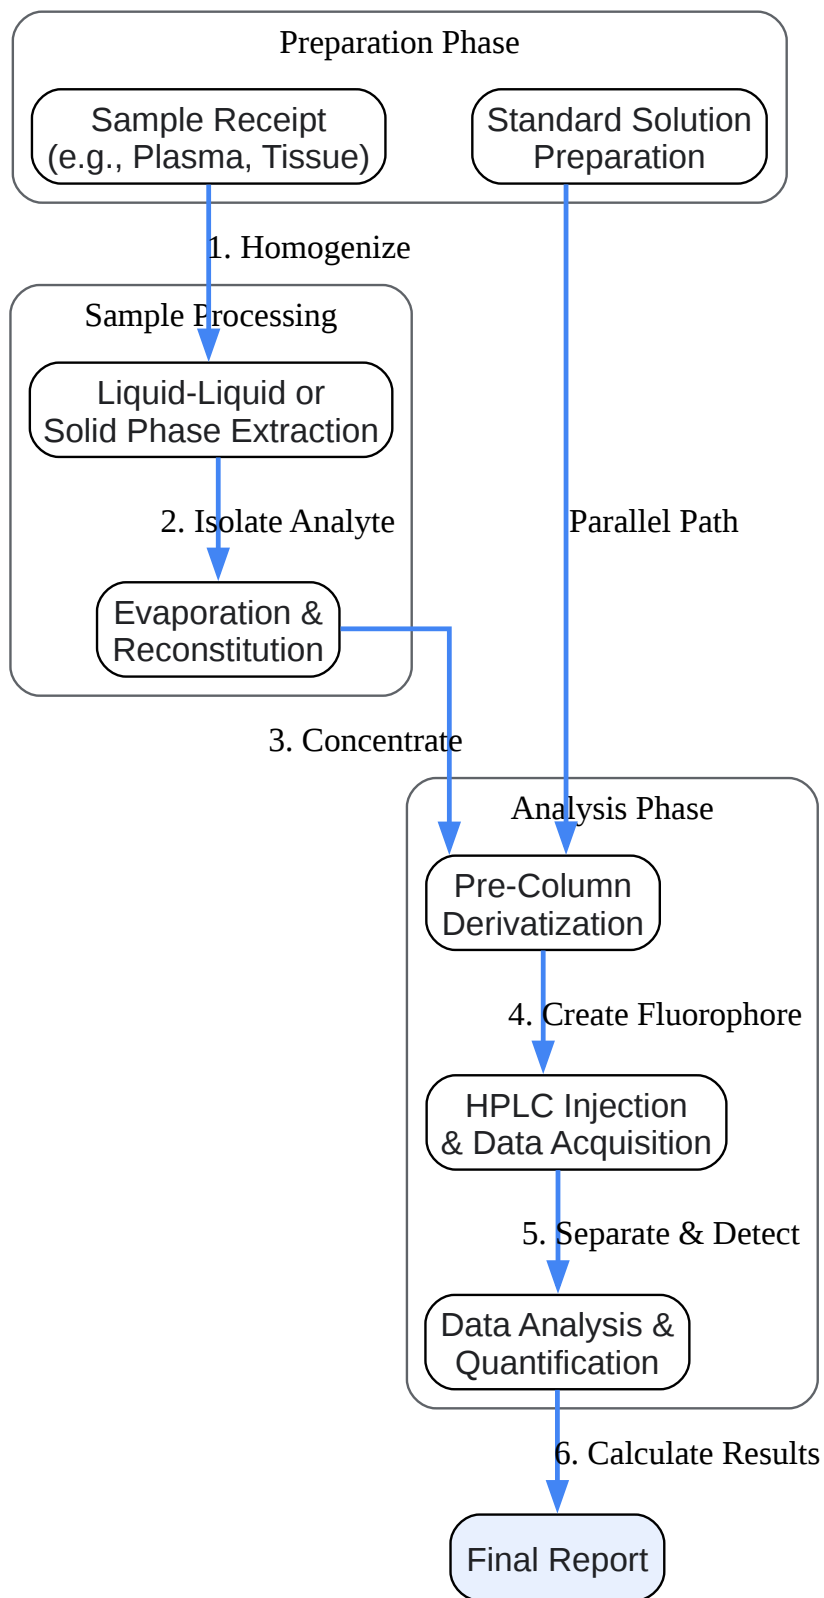 Preparation Phase
Sample Receipt
(e.g., Plasma, Tissue)
Standard Solution
Preparation
1. Homogenize
Sample Processing
Liquid-Liquid or
Solid Phase Extraction
2. Isolate Analyte
Parallel Path
Evaporation &
Reconstitution
3. Concentrate
Analysis Phase
Pre-Column
Derivatization
4. Create Fluorophore
HPLC Injection
& Data Acquisition
5. Separate & Detect
Data Analysis &
Quantification
6. Calculate Results
Final Report